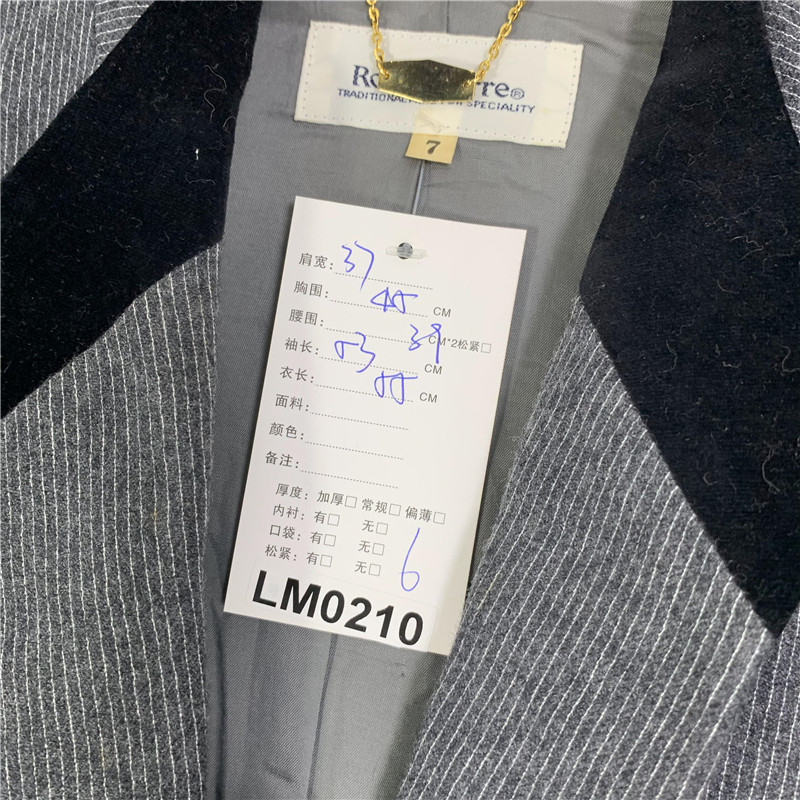 TRADITIONAL SPECIALITY
7
肩宽: 37
胸围: 45 CM
腰围: 39 CM*2松紧□
袖长: 53 CM
衣长: 55 CM
面料:
颜色:
备注:
厚度: 加厚□ 常规□ 偏薄□
内衬: 有□ 无□
口袋: 有□ 无□
松紧: 有□ 无□
6
LM0210